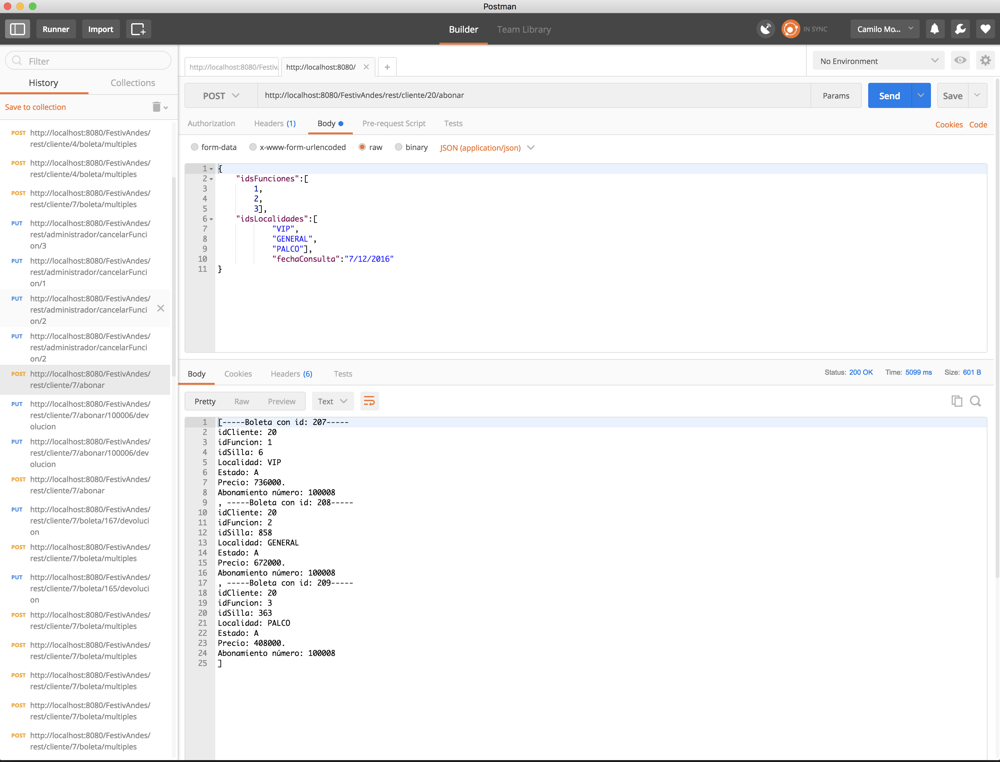 Postman
Runner
Import
Builder
Team Library
IN SYNC
Camilo Mo...
Filter
History
Collections
Save to collection
POST http://localhost:8080/FestivAndes/
rest/cliente/4/boleta/multiples
POST http://localhost:8080/FestivAndes/
rest/cliente/4/boleta/multiples
POST http://localhost:8080/FestivAndes/
rest/cliente/7/boleta/multiples
PUT http://localhost:8080/FestivAndes/
rest/administrador/cancelarFunci
on/3
PUT http://localhost:8080/FestivAndes/
rest/administrador/cancelarFunci
on/1
PUT http://localhost:8080/FestivAndes/
rest/administrador/cancelarFunci
on/2
PUT http://localhost:8080/FestivAndes/
rest/administrador/cancelarFunci
on/2
POST http://localhost:8080/FestivAndes/
rest/cliente/7/abonar
PUT http://localhost:8080/FestivAndes/
rest/cliente/7/abonar/100006/dev
olucion
PUT http://localhost:8080/FestivAndes/
rest/cliente/7/abonar/100006/dev
olucion
POST http://localhost:8080/FestivAndes/
rest/cliente/7/abonar
PUT http://localhost:8080/FestivAndes/
rest/cliente/7/boleta/167/devoluci
on
POST http://localhost:8080/FestivAndes/
rest/cliente/7/boleta/multiples
PUT http://localhost:8080/FestivAndes/
rest/cliente/7/boleta/165/devoluci
on
POST http://localhost:8080/FestivAndes/
rest/cliente/7/boleta/multiples
POST http://localhost:8080/FestivAndes/
rest/cliente/7/boleta/multiples
POST http://localhost:8080/FestivAndes/
rest/cliente/7/boleta/multiples
POST http://localhost:8080/FestivAndes/
rest/cliente/7/boleta/multiples
POST http://localhost:8080/FestivAndes/
rest/cliente/7/boleta/multiples
http://localhost:8080/Festiv
http://localhost:8080/
No Environment
POST http://localhost:8080/FestivAndes/rest/cliente/20/abonar
Params
Send
Save
Authorization
Headers (1)
Body
Pre-request Script
Tests
Cookies
Code
form-data
x-www-form-urlencoded
raw
binary
JSON (application/json)
1 {
2 "idsFunciones":[
3 1,
4 2,
5 3],
6 "idsLocalidades":[
7 "VIP",
8 "GENERAL",
9 "PALCO"],
10 "fechaConsulta":"7/12/2016"
11 }
Body
Cookies
Headers (6)
Tests
Status: 200 OK
Time: 5099 ms
Size: 601 B
Pretty
Raw
Preview
Text
1 [-----Boleta con id: 207-----
2 idCliente: 20
3 idFuncion: 1
4 idSilla: 6
5 Localidad: VIP
6 Estado: A
7 Precio: 736000.
8 Abonamiento número: 100008
9 , -----Boleta con id: 208-----
10 idCliente: 20
11 idFuncion: 2
12 idSilla: 858
13 Localidad: GENERAL
14 Estado: A
15 Precio: 672000.
16 Abonamiento número: 100008
17 , -----Boleta con id: 209-----
18 idCliente: 20
19 idFuncion: 3
20 idSilla: 363
21 Localidad: PALCO
22 Estado: A
23 Precio: 408000.
24 Abonamiento número: 100008
25 ]